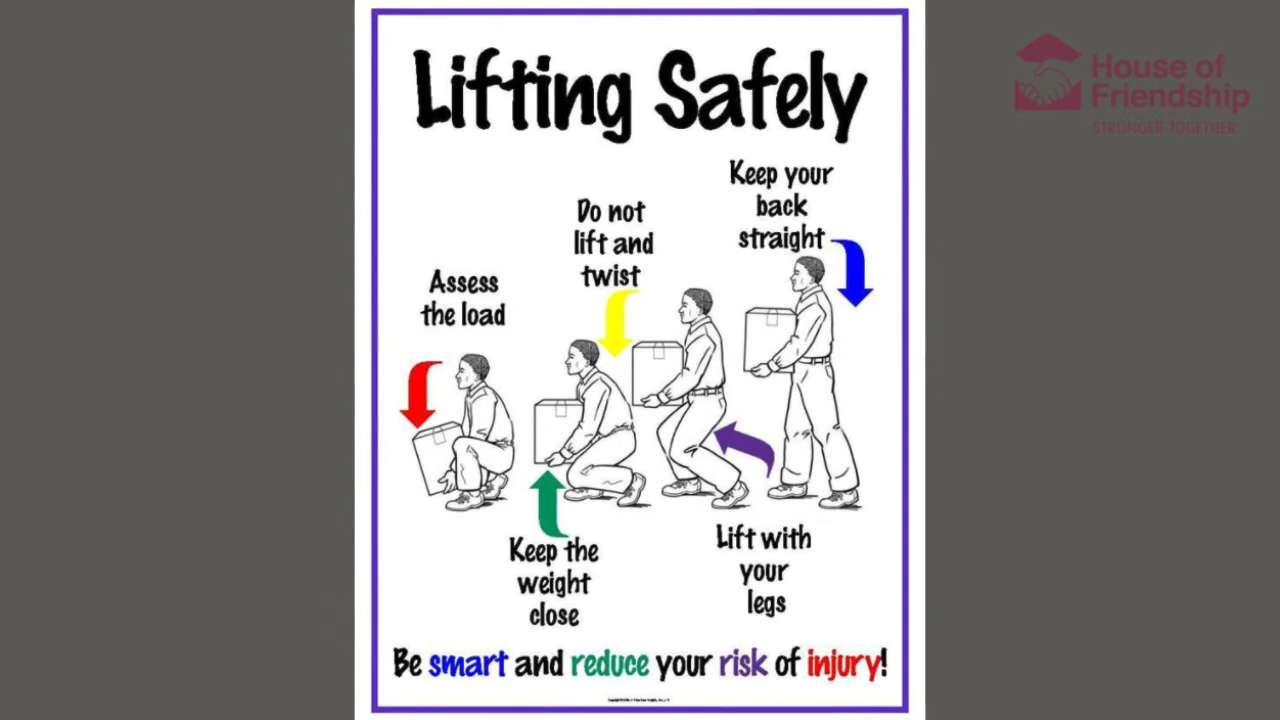 Lifting Safely
Keep your
back
straight
Do not
lift and
twist
Assess
the load
Keep the
weight
close
Lift with
your
legs
Be smart and reduce your risk of injury!
House of
Friendship
STRONGER TOGETHER